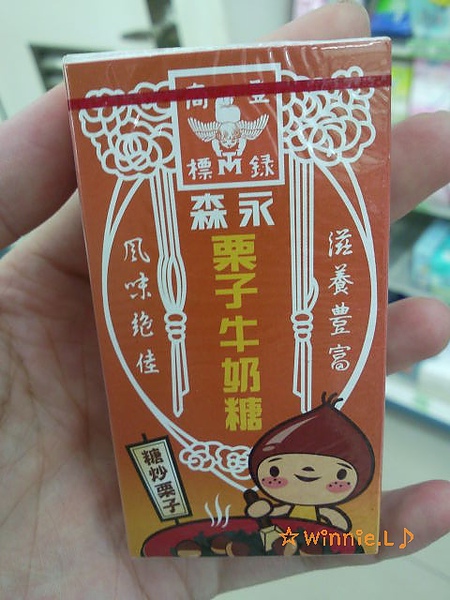 登錄商標
永森
滋養豐富
栗子牛奶糖
風味絕佳
糖炒栗子
☆Winnie.L♪